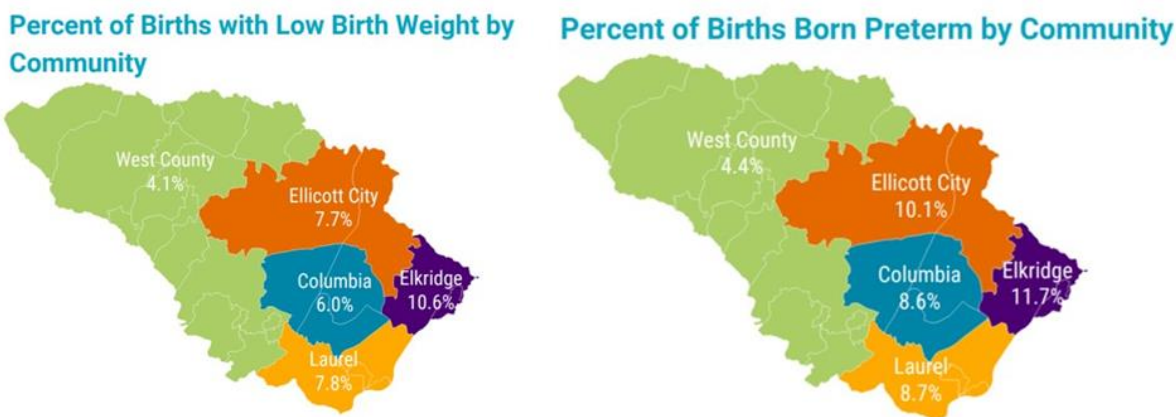 Percent of Births with Low Birth Weight by
Community
West County
4.1%
Ellicott City
7.7%
Columbia
6.0%
Elkridge
10.6%
Laurel
7.8%
Percent of Births Born Preterm by Community
West County
4.4%
Ellicott City
10.1%
Columbia
8.6%
Elkridge
11.7%
Laurel
8.7%